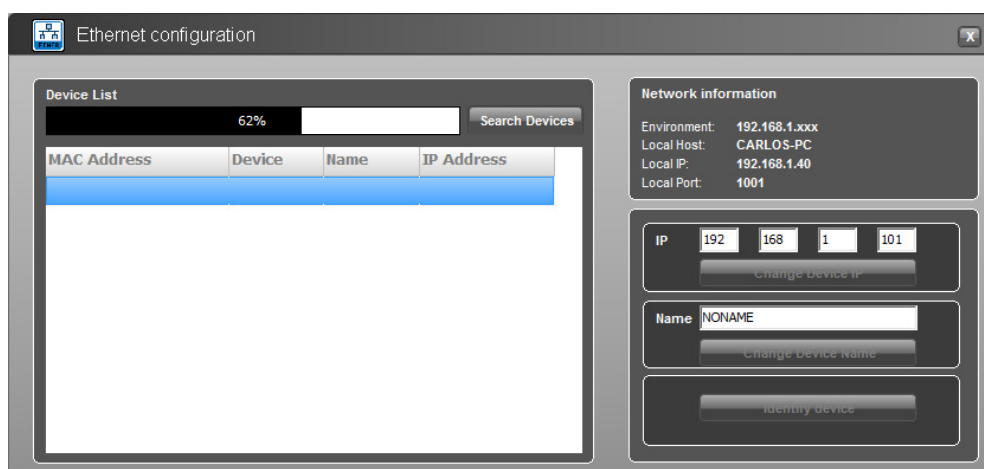 Ethernet configuration
X
Device List
62%
Search Devices
MAC Address Device Name IP Address
Network information
Environment: 192.168.1.xxx
Local Host: CARLOS-PC
Local IP: 192.168.1.40
Local Port: 1001
IP 192 168 1 101
Change Device IP
Name NONAME
Change Device Name
Identify device